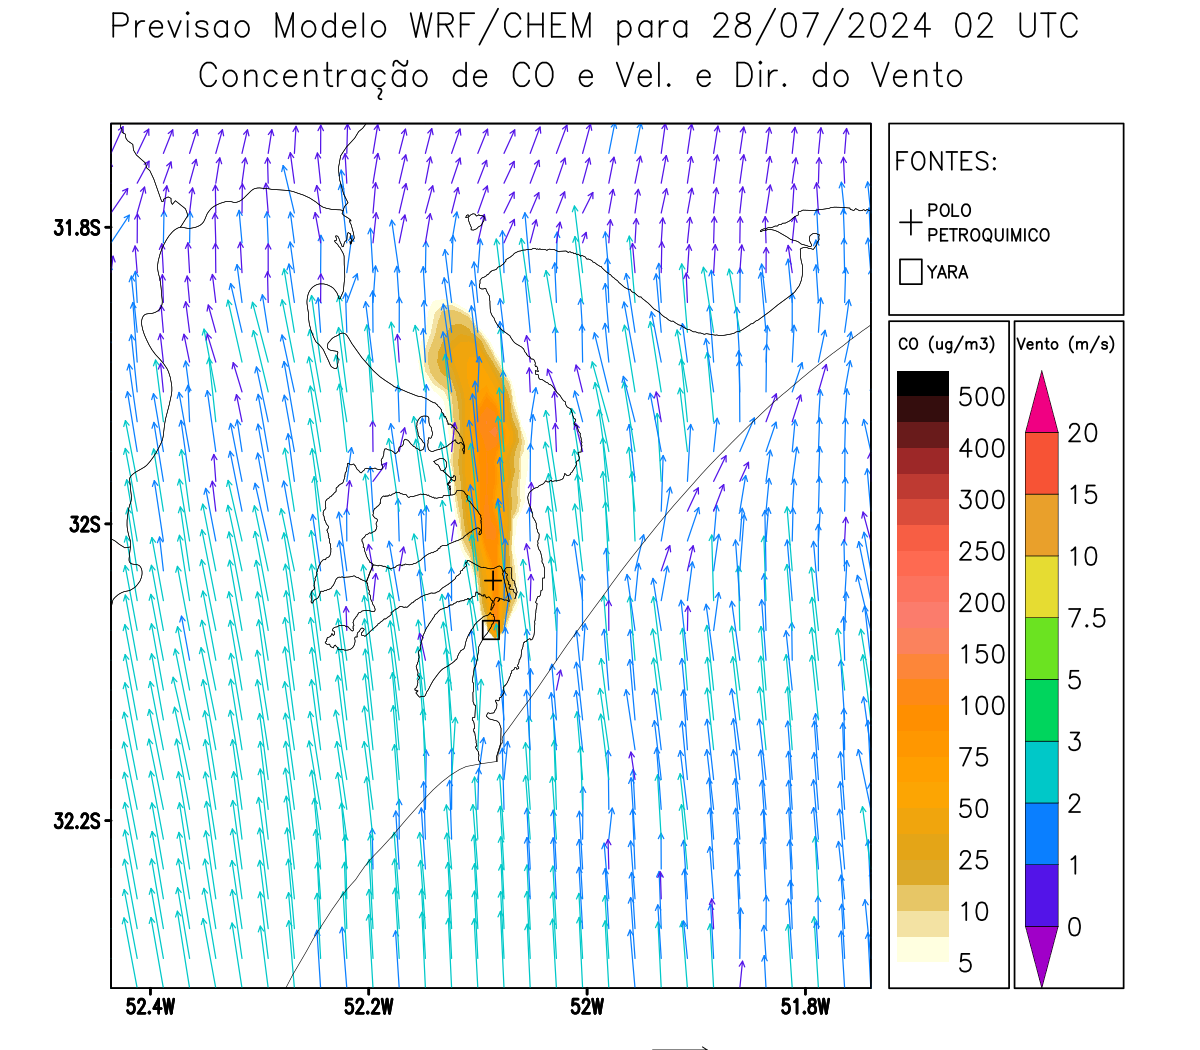 Previsao Modelo WRF/CHEM para 28/07/2024 02 UTC
Concentração de CO e Vel. e Dir. do Vento
FONTES:
POLO
PETROQUIMICO
YARA
CO (ug/m3)
500
400
300
250
200
150
100
75
50
25
10
5
Vento (m/s)
20
15
10
7.5
5
3
2
1
0
31.8S
32S
32.2S
52.4W
52.2W
52W
51.8W